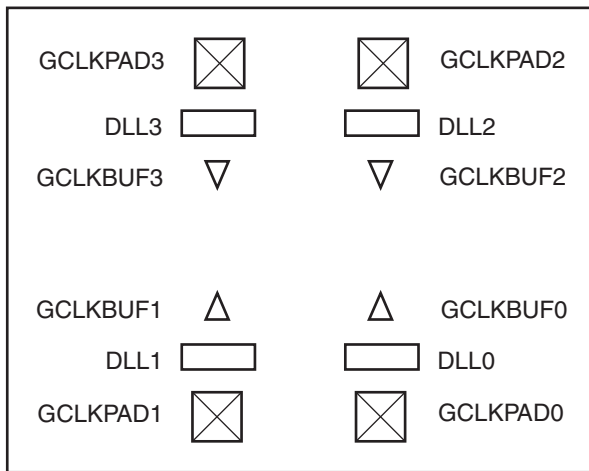 GCLKPAD3 GCLKPAD2
DLL3 DLL2
GCLKBUF3 GCLKBUF2
GCLKBUF1 GCLKBUF0
DLL1 DLL0
GCLKPAD1 GCLKPAD0